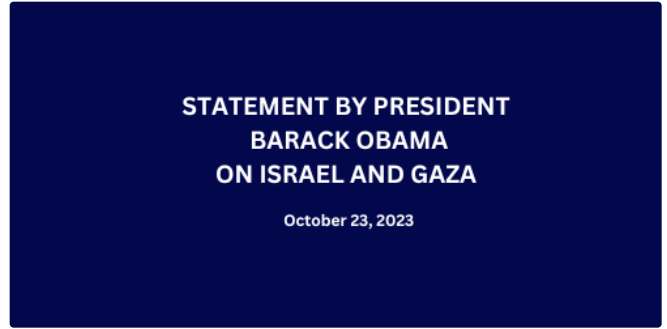 STATEMENT BY PRESIDENT
BARACK OBAMA
ON ISRAEL AND GAZA
October 23, 2023